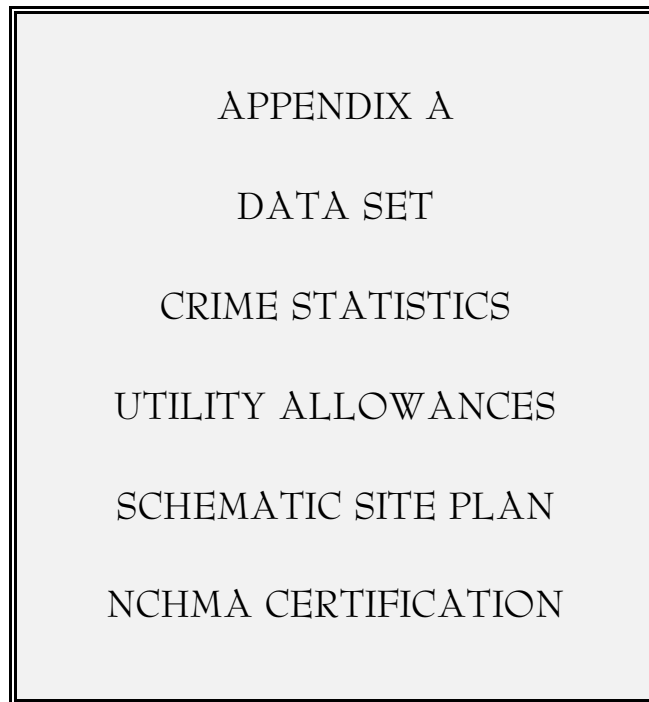 APPENDIX A
DATA SET
CRIME STATISTICS
UTILITY ALLOWANCES
SCHEMATIC SITE PLAN
NCHMA CERTIFICATION